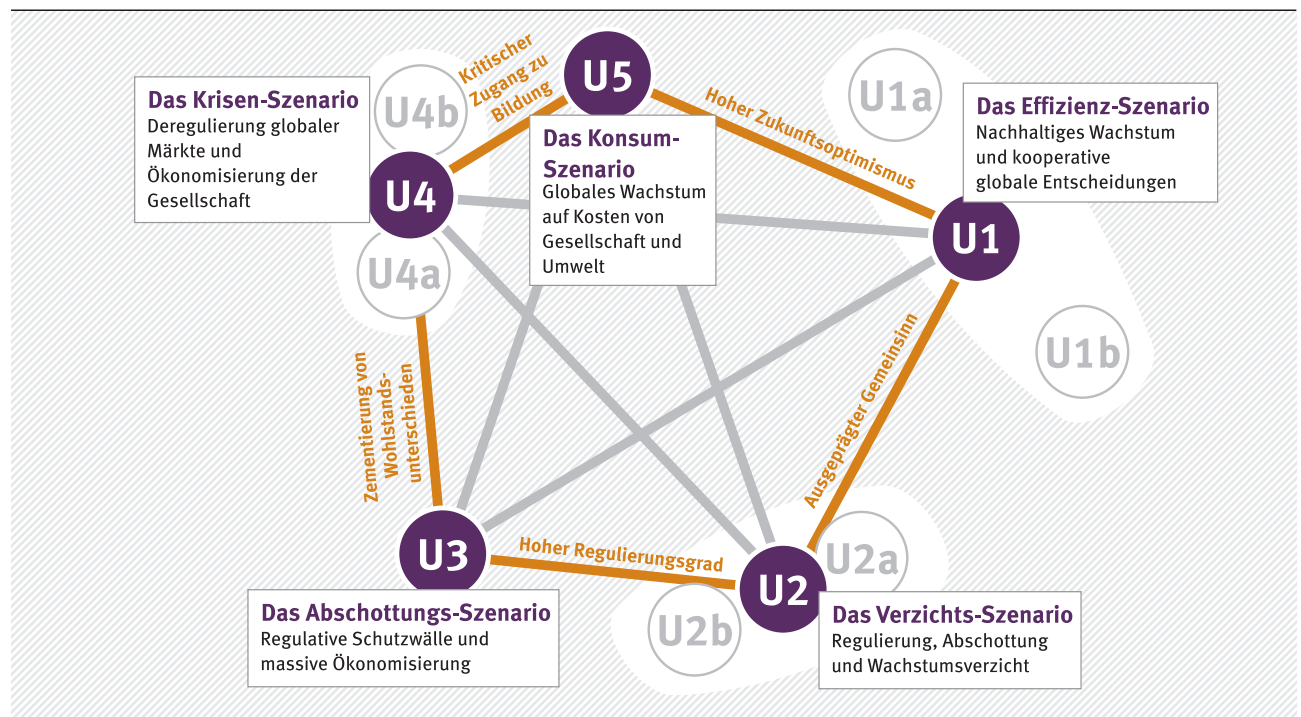 Kritischer
Zugang zu
Bildung
U5
Hoher Zukunftsoptimismus
U1a
Das Krisen-Szenario
Deregulierung globaler
Märkte und
Ökonomisierung der
Gesellschaft
U4b
U4
U4a
Das Konsum-
Szenario
Globales Wachstum
auf Kosten von
Gesellschaft und
Umwelt
Das Effizienz-Szenario
Nachhaltiges Wachstum
und kooperative
globale Entscheidungen
U1
U1b
Zementierung von
Wohlstands-
unterschieden
Ausgeprägter Gemeinsinn
U3
Hoher Regulierungsgrad
U2
U2a
U2b
Das Abschottungs-Szenario
Regulative Schutzwälle und
massive Ökonomisierung
Das Verzichts-Szenario
Regulierung, Abschottung
und Wachstumsverzicht